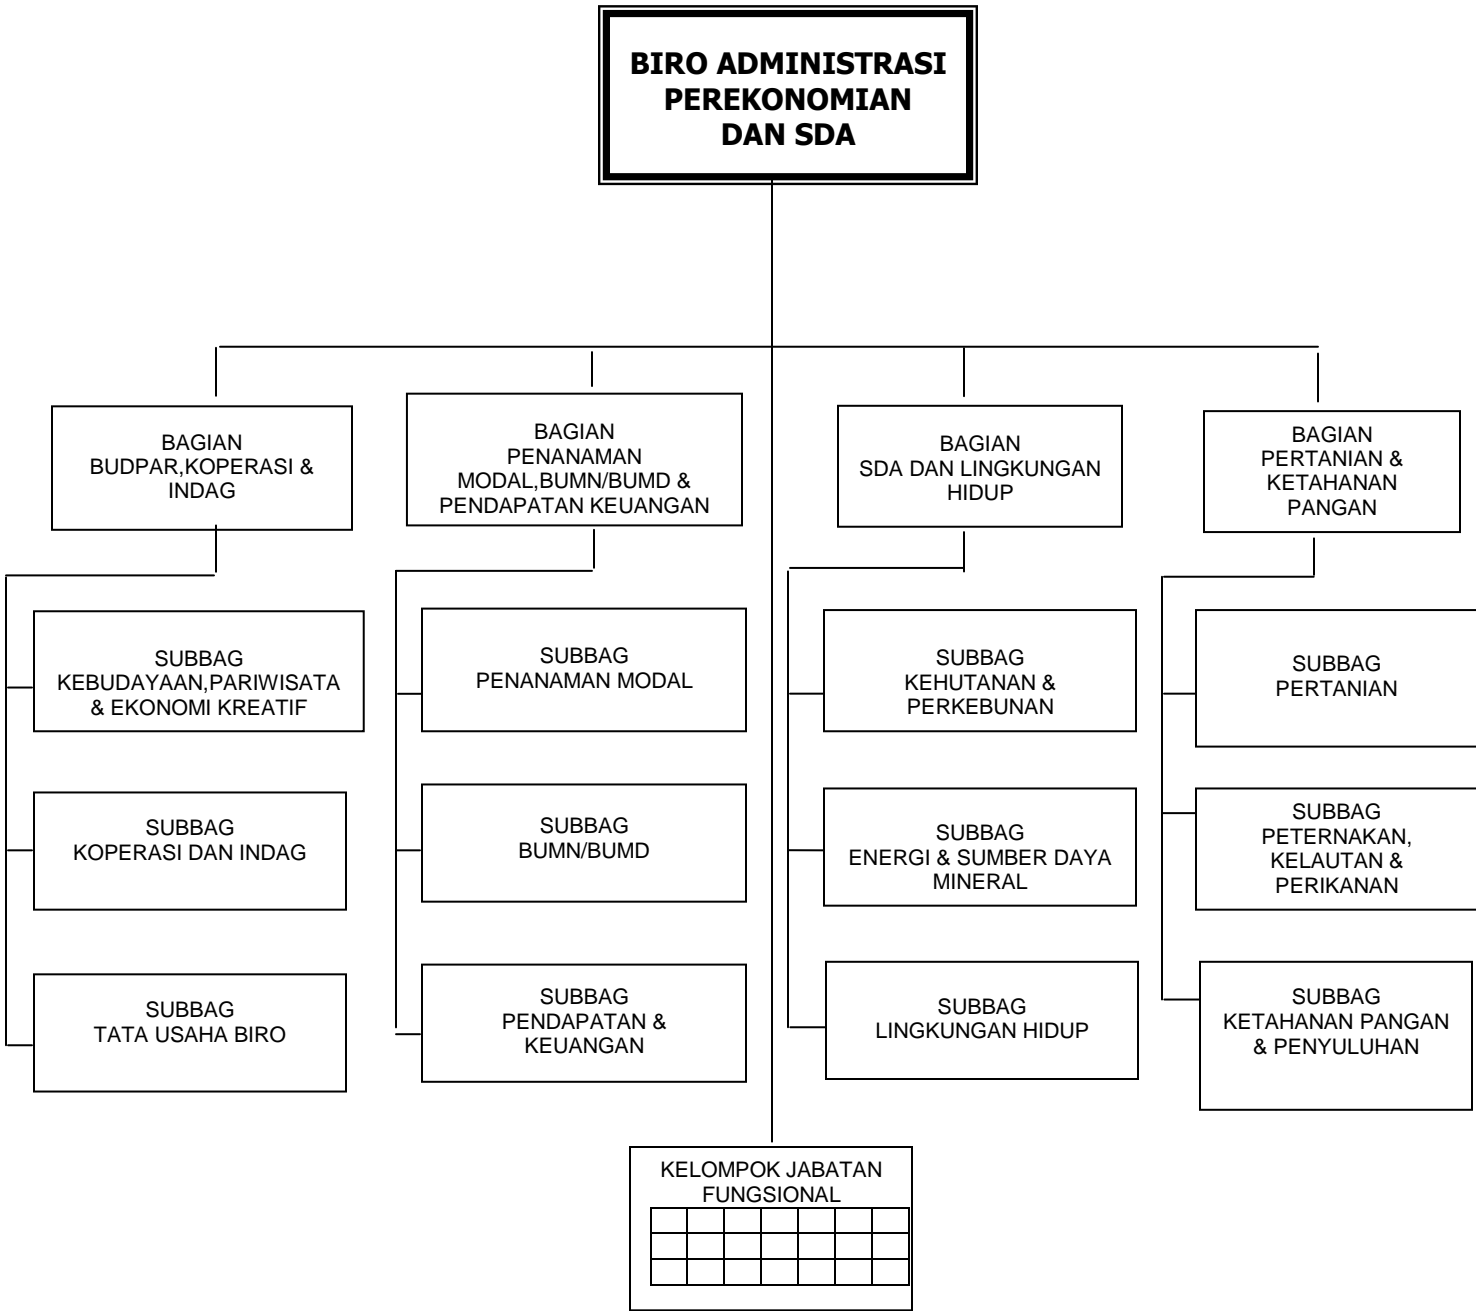 BIRO ADMINISTRASI
PEREKONOMIAN
DAN SDA
BAGIAN
BUDPAR,KOPERASI &
INDAG
BAGIAN
PENANAMAN
MODAL,BUMN/BUMD &
PENDAPATAN KEUANGAN
BAGIAN
SDA DAN LINGKUNGAN
HIDUP
BAGIAN
PERTANIAN &
KETAHANAN
PANGAN
SUBBAG
KEBUDAYAAN,PARIWISATA
& EKONOMI KREATIF
SUBBAG
PENANAMAN MODAL
SUBBAG
KEHUTANAN &
PERKEBUNAN
SUBBAG
PERTANIAN
SUBBAG
KOPERASI DAN INDAG
SUBBAG
BUMN/BUMD
SUBBAG
ENERGI & SUMBER DAYA
MINERAL
SUBBAG
PETERNAKAN,
KELAUTAN &
PERIKANAN
SUBBAG
TATA USAHA BIRO
SUBBAG
PENDAPATAN &
KEUANGAN
SUBBAG
LINGKUNGAN HIDUP
SUBBAG
KETAHANAN PANGAN
& PENYULUHAN
KELOMPOK JABATAN
FUNGSIONAL